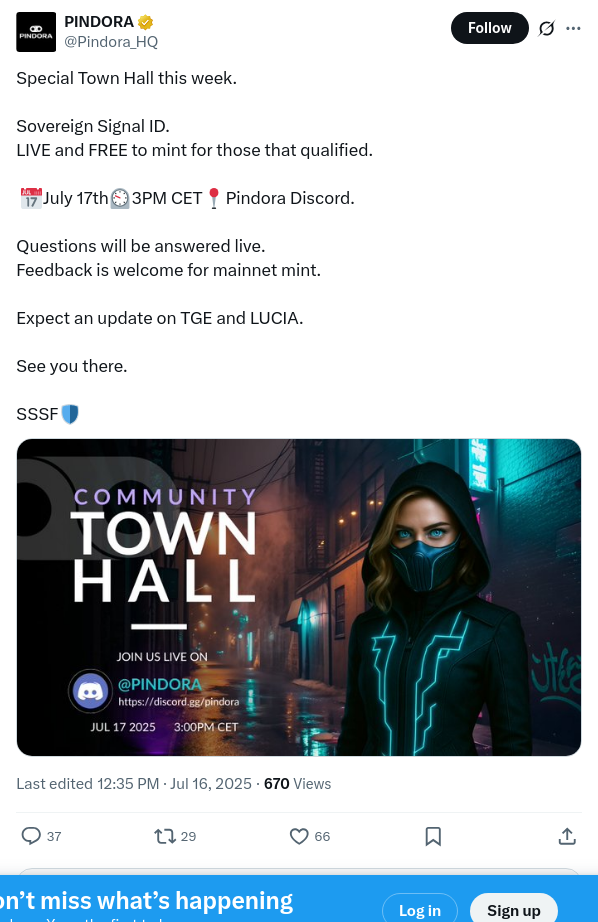 PINDORA
@Pindora_HQ
Follow
PINDORA
Special Town Hall this week.
Sovereign Signal ID.
LIVE and FREE to mint for those that qualified.
📅July 17th⏲️3PM CET📍Pindora Discord.
Questions will be answered live.
Feedback is welcome for mainnet mint.
Expect an update on TGE and LUCIA.
See you there.
SSSF🛡️
COMMUNITY
TOWN
HALL
JOIN US LIVE ON
@PINDORA
https://discord.gg/pindora
JUL 17 2025 3:00PM CET
Last edited 12:35 PM · Jul 16, 2025 · 670 Views
37 29 66
on't miss what's happening
Log in
Sign up